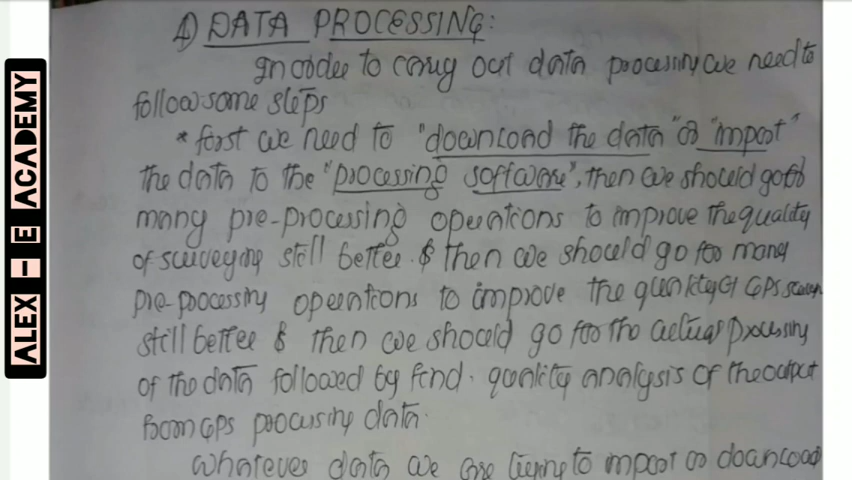 A) DATA PROCESSING:
In order to carry out data processing we need to
follow some steps
* first we need to "download the data" or "import"
the data to the "processing software", then we should go for
many pre-processing operations to improve the quality
of surveying still better & then we should go for many
pre-processing operations to improve the quality of GPS
still better & then we should go for the actual processing
of the data followed by find. quality analysis of the output
from GPS processing data.
Whatever data we are trying to import or download
ALEX - E ACADEMY